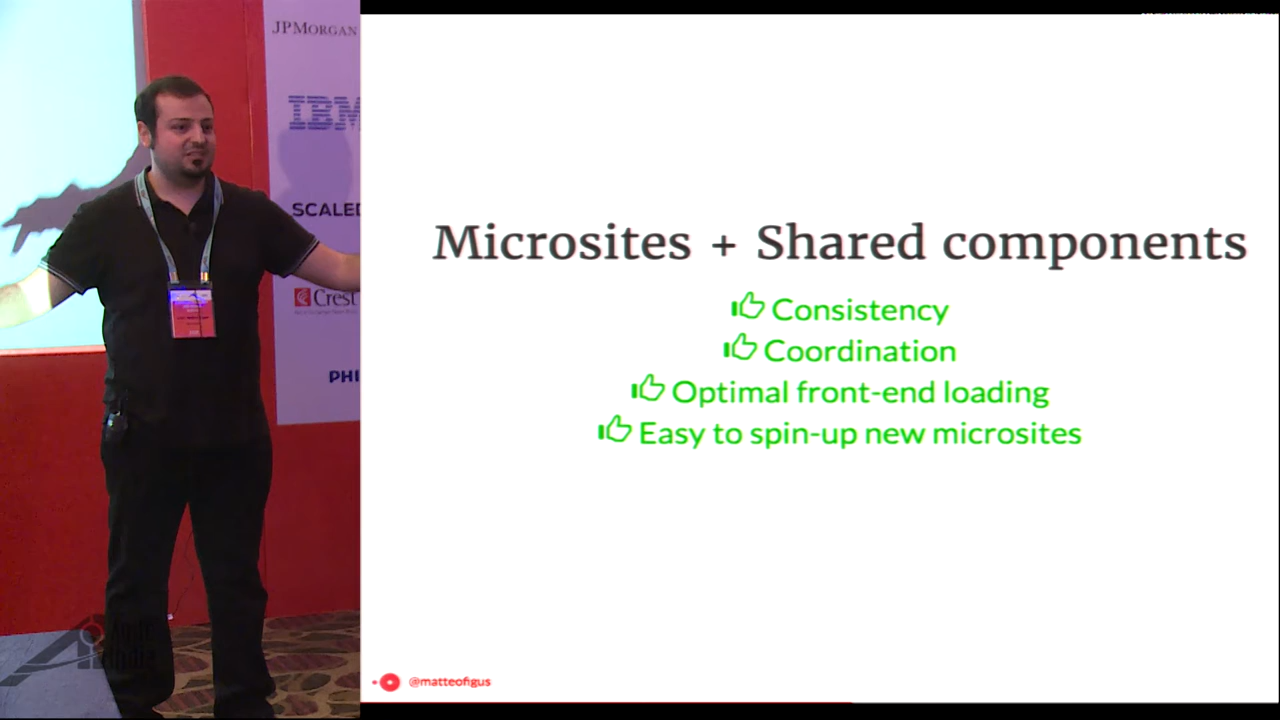 JPMORGAN
IBM
SCALED
Crest
PHI
Microsites + Shared components
Consistency
Coordination
Optimal front-end loading
Easy to spin-up new microsites
@matteofigus